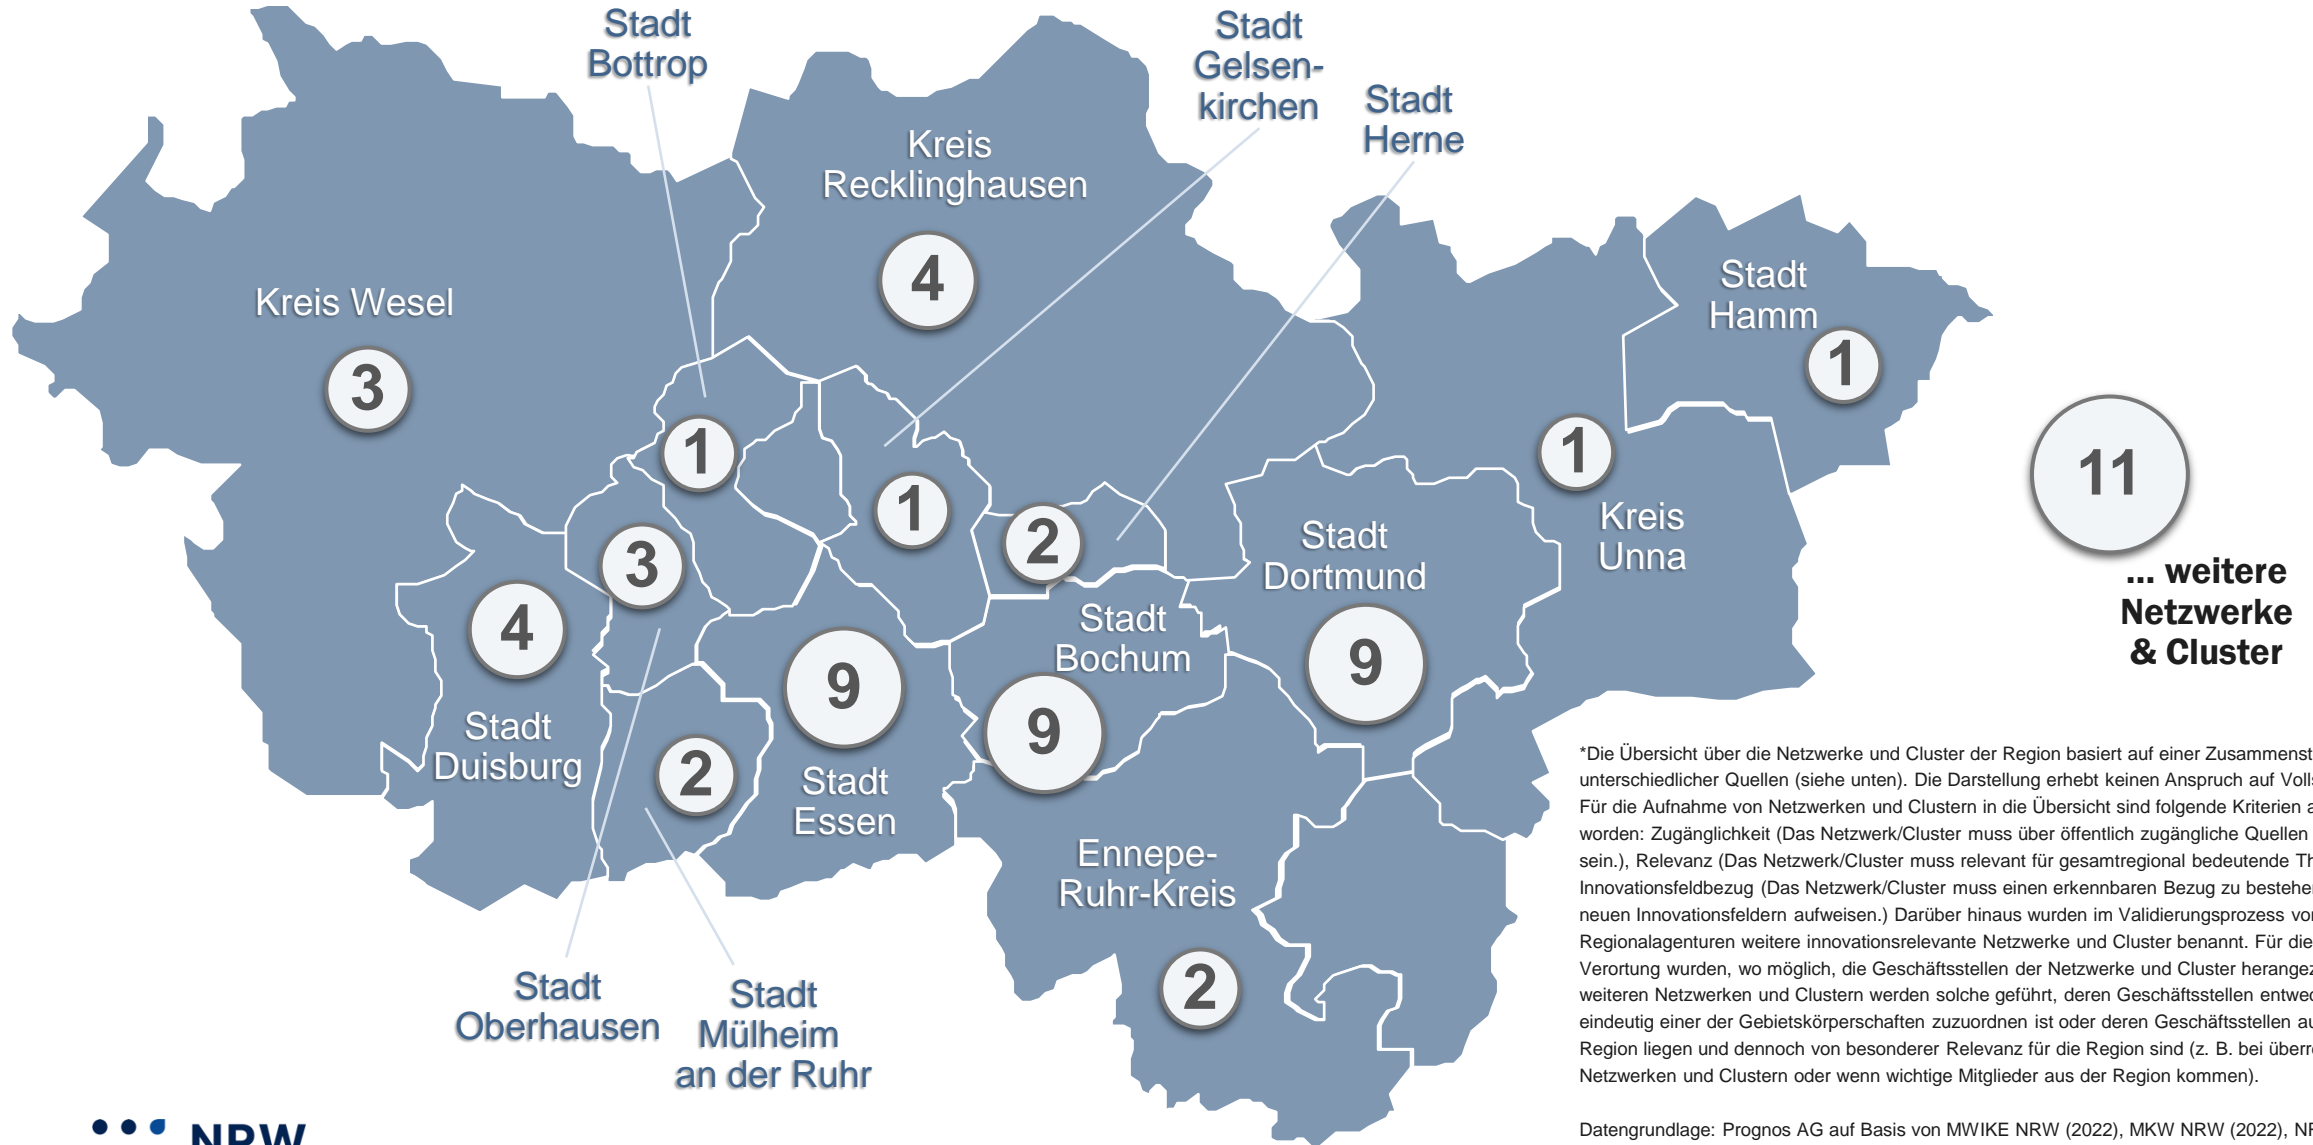 Stadt
Bottrop
Stadt
Gelsen-
kirchen
Stadt
Herne
Kreis
Recklinghausen
4
Kreis Wesel
3
Stadt
Hamm
1
1
1
1
2
3
4
Stadt
Dortmund
9
Kreis
Unna
11
... weitere
Netzwerke
& Cluster
Stadt
Bochum
9
9
Stadt
Duisburg
2
Stadt
Essen
Ennepe-
Ruhr-Kreis
2
Stadt
Oberhausen
Stadt
Mülheim
an der Ruhr
*Die Übersicht über die Netzwerke und Cluster der Region basiert auf einer
unterschiedlicher Quellen (siehe unten). Die Darstellung erhebt keinen Anspruch auf
Für die Aufnahme von Netzwerken und Clustern in die Übersicht sind folgende Kriterien
worden: Zugänglichkeit (Das Netzwerk/Cluster muss über öffentlich zugängliche Quellen
sein.), Relevanz (Das Netzwerk/Cluster muss relevant für gesamtregional bedeutende
Innovationsfeldbezug (Das Netzwerk/Cluster muss einen erkennbaren Bezug zu
neuen Innovationsfeldern aufweisen.) Darüber hinaus wurden im Validierungsprozess
Regionalagenturen weitere innovationsrelevante Netzwerke und Cluster benannt. Für die
Verortung wurden, wo möglich, die Geschäftsstellen der Netzwerke und Cluster
weiteren Netzwerken und Clustern werden solche geführt, deren Geschäftsstellen
eindeutig einer der Gebietskörperschaften zuzuordnen ist oder deren Geschäftsstellen
Region liegen und dennoch von besonderer Relevanz für die Region sind (z. B. bei
Netzwerken und Clustern oder wenn wichtige Mitglieder aus der Region kommen).
Datengrundlage: Prognos AG auf Basis von MWIKE NRW (2022), MKW NRW (2022),
NRW